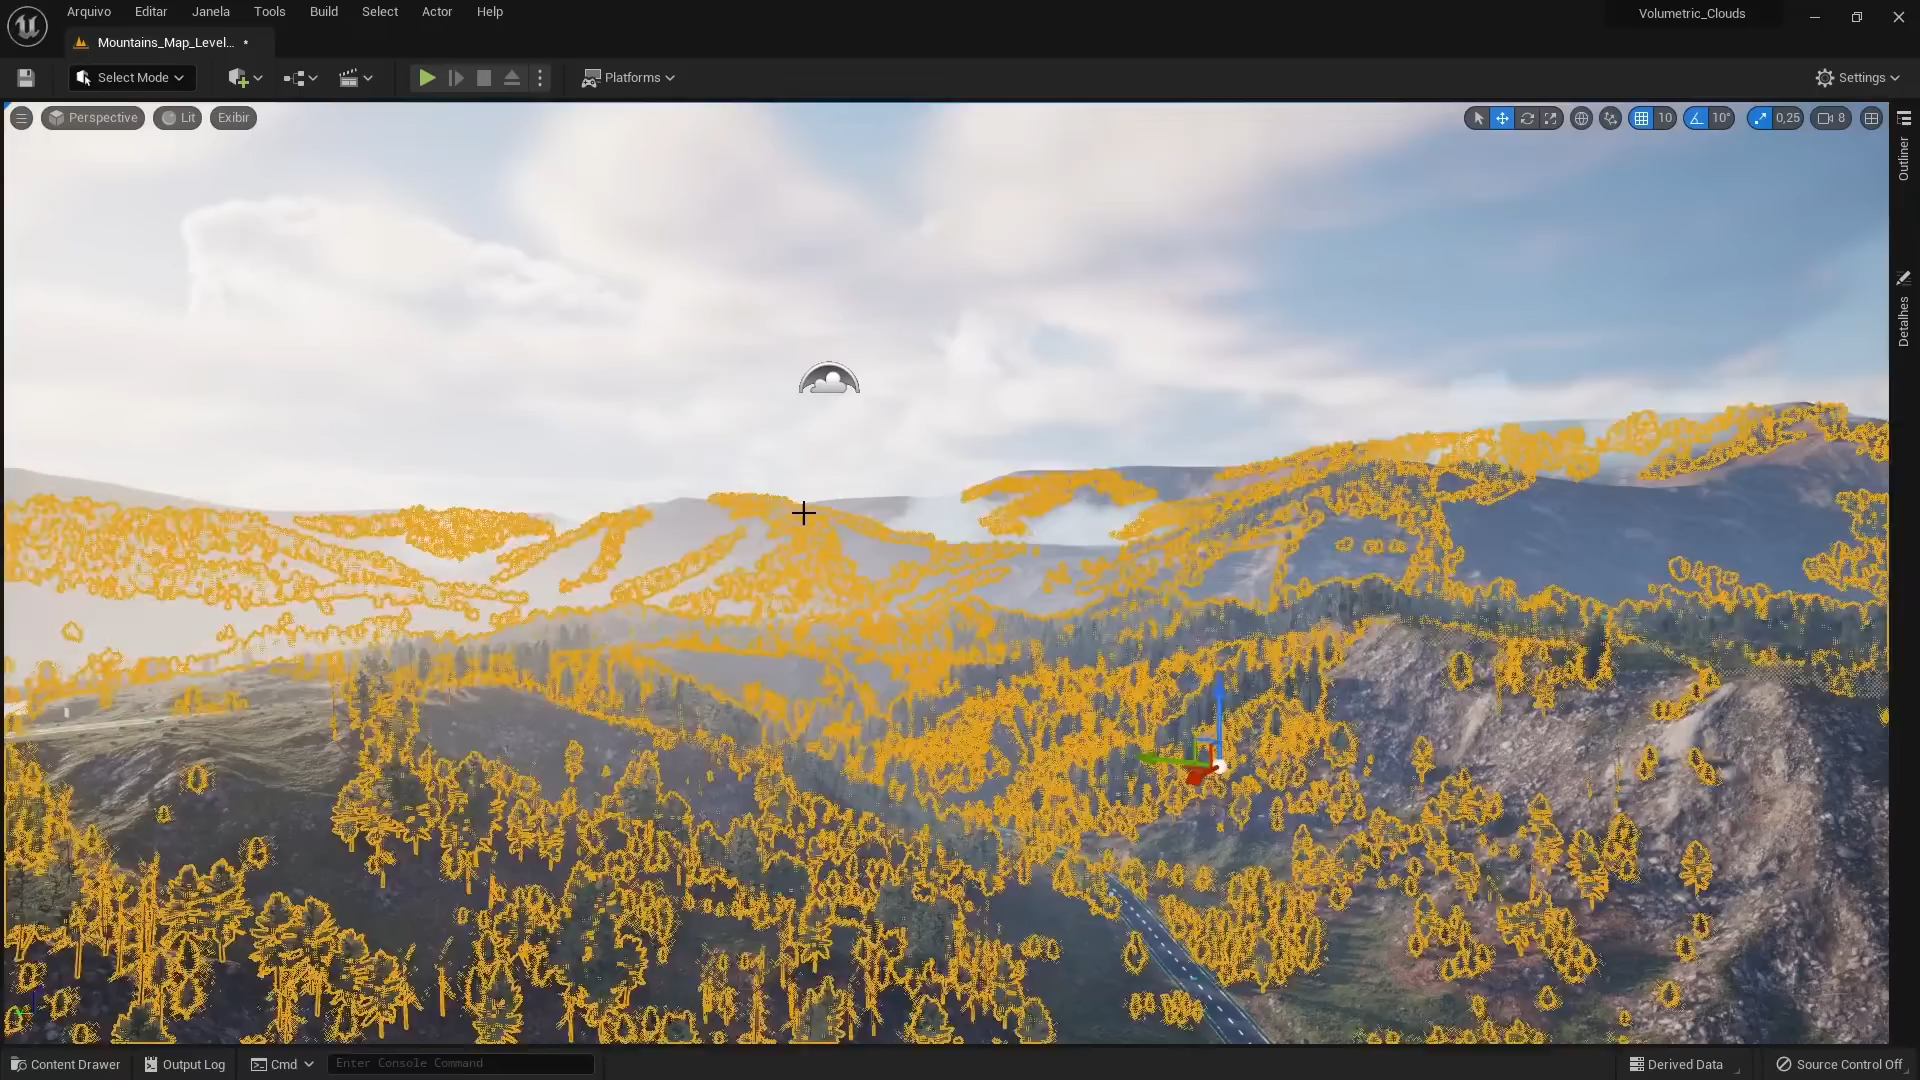 Arquivo Editar Janela Tools Build Select Actor Help
Volumetric_Clouds
Mountains_Map_Level... •
Select Mode
Platforms
Settings
Perspective Lit Exibir
10 10° 0,25 8
Outliner
Detalhes
Content Drawer Output Log Cmd Enter Console Command
Derived Data Source Control Off